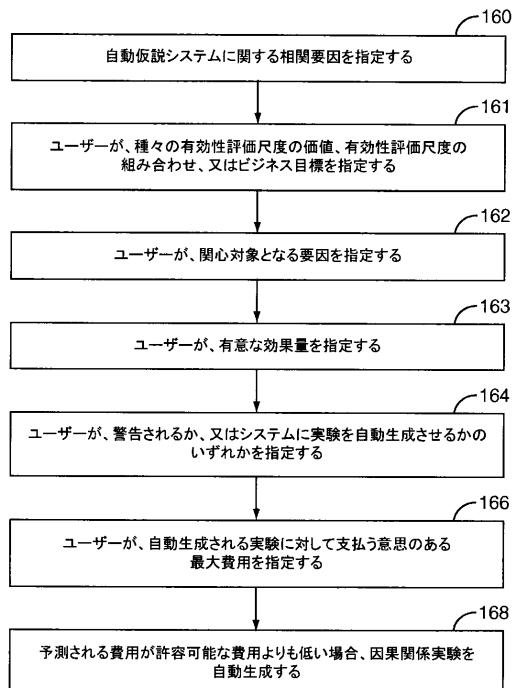 160
自動仮説システムに関する相関要因を指定する
161
ユーザーが、種々の有効性評価尺度の価値、有効性評価尺度の
組み合わせ、又はビジネス目標を指定する
162
ユーザーが、関心対象となる要因を指定する
163
ユーザーが、有意な効果量を指定する
164
ユーザーが、警告されるか、又はシステムに実験を自動生成させるかの
いずれかを指定する
166
ユーザーが、自動生成される実験に対して支払う意思のある
最大費用を指定する
168
予測される費用が許容可能な費用よりも低い場合、因果関係実験を
自動生成する